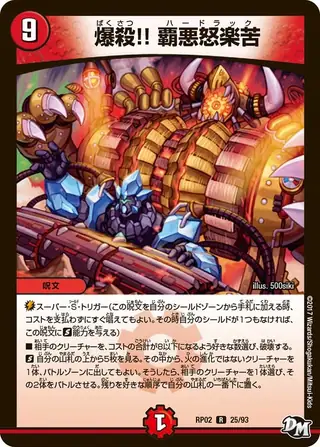 9
ばくさつ ハードラック
爆殺!! 覇悪怒楽苦
illus. 500siki
呪文
スーパー・S・トリガー(この呪文を自分のシールドゾーンから手札に加える時、
コストを支払わずにすぐ唱えてもよい。その時自分のシールドが1つもなければ、
この呪文に S 能力を与える)
■相手のクリーチャーを、コストの合計が8以下になるよう好きな数選び、破壊する。
S 自分の山札の上から5枚を見る。その中から、火の進化ではないクリーチャーを
1体、バトルゾーンに出してもよい。そうしたら、相手のクリーチャーを1体選び、そ
の2体をバトルさせる。残りを好きな順序で自分の山札の一番下に置く。
©2017 Wizards/Shogakukan/Mitsui-Kids
RP02 R 25/93
DM